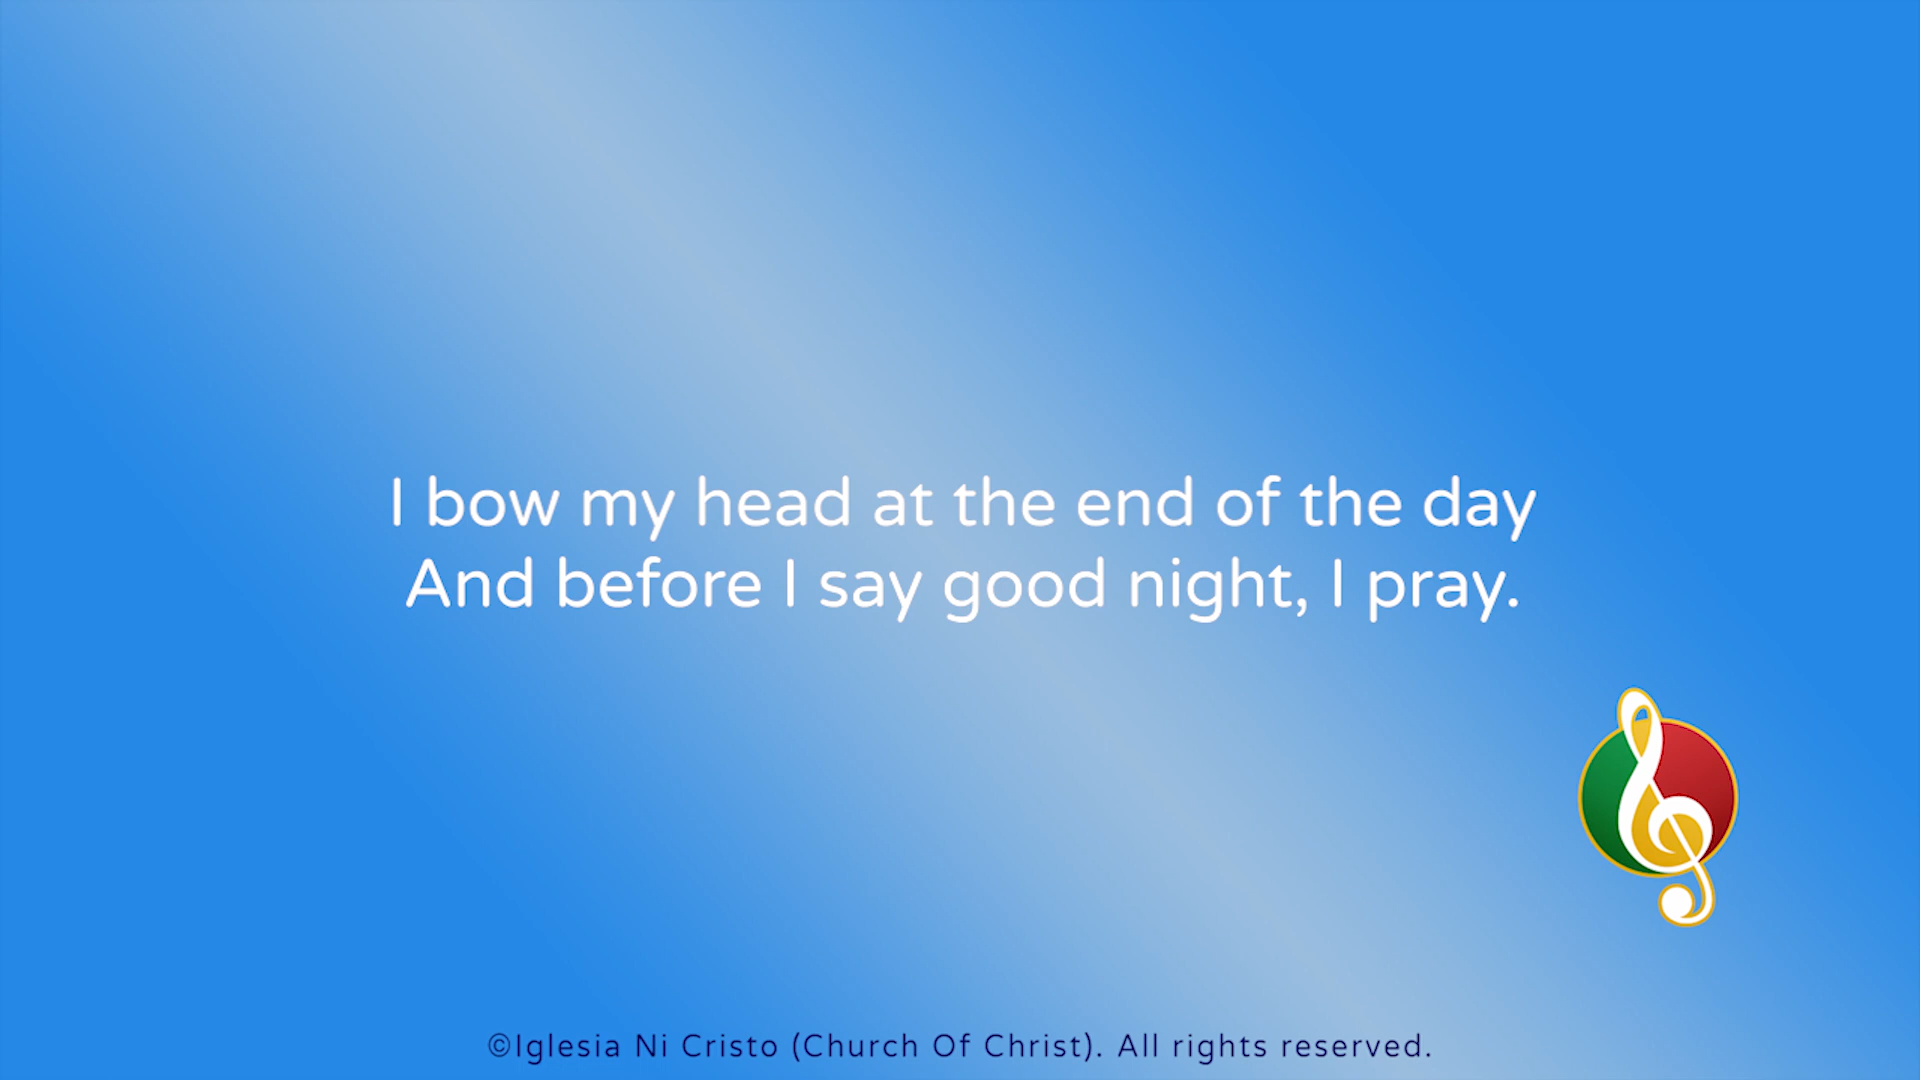 I bow my head at the end of the day
And before I say good night, I pray.
©Iglesia Ni Cristo (Church Of Christ). All rights reserved.